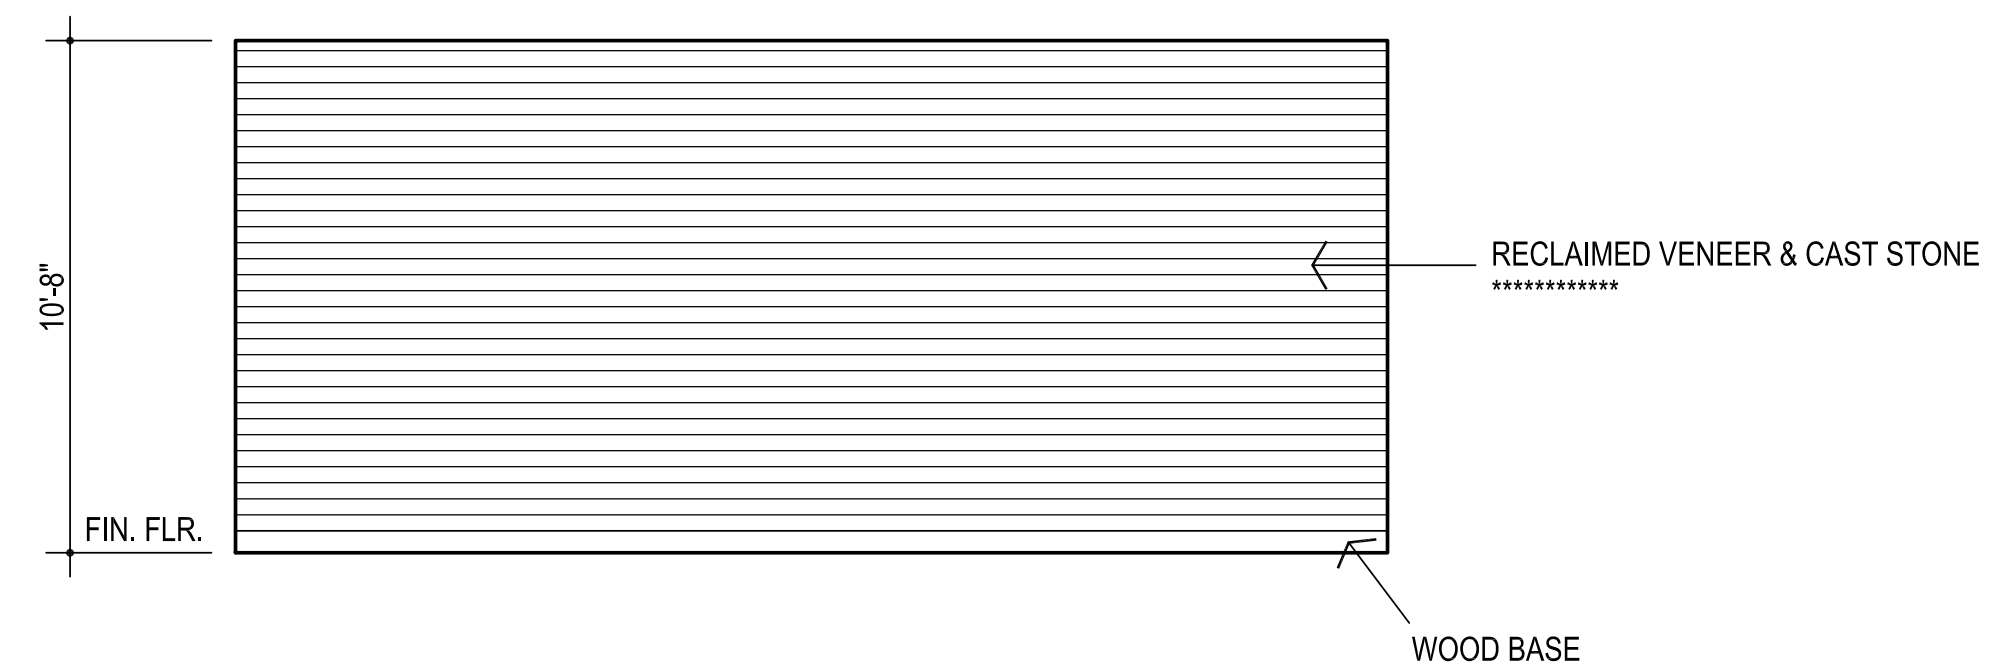 10'-8"
FIN. FLR.
RECLAIMED VENEER & CAST STONE
************
WOOD BASE